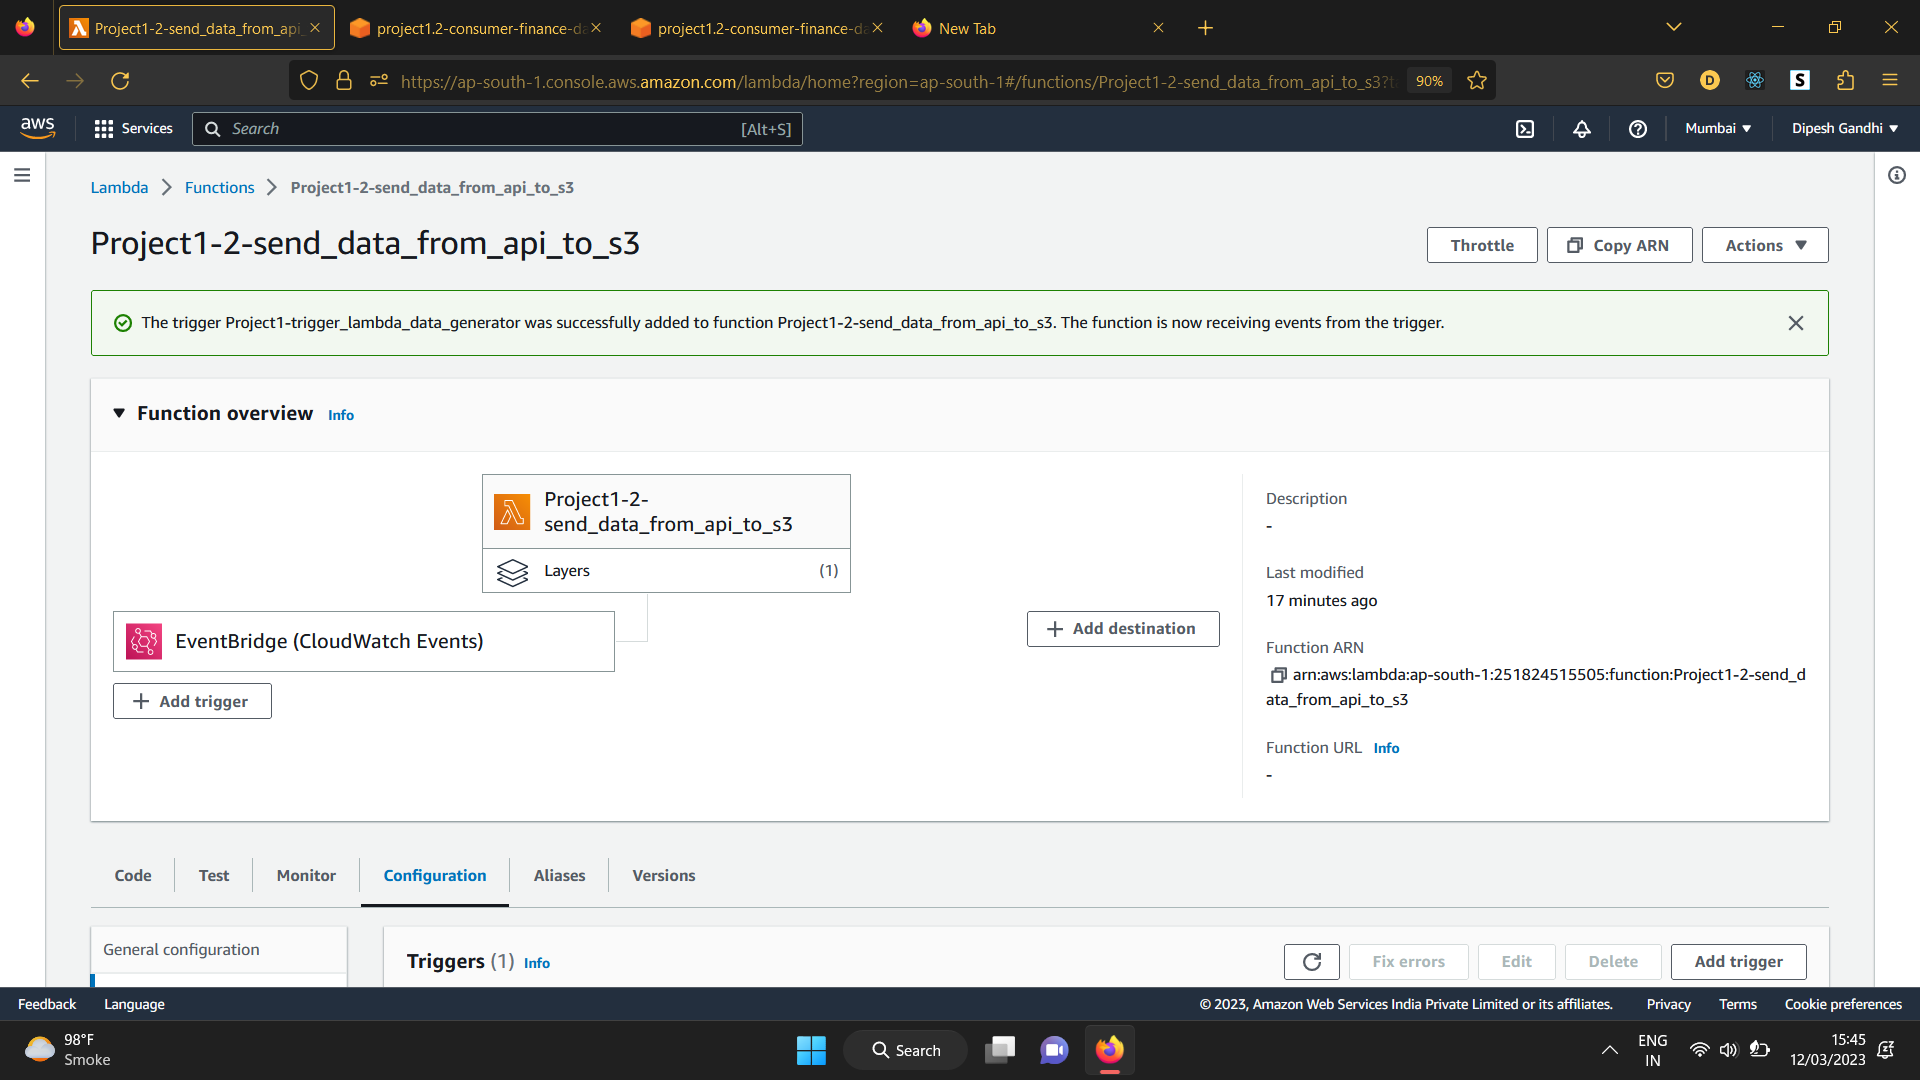 Project1-2-send_data_from_api_
project1.2-consumer-finance-da
project1.2-consumer-finance-da
New Tab
https://ap-south-1.console.aws.amazon.com/lambda/home?region=ap-south-1#/functions/Project1-2-send_data_from_api_to_s3?t
90%
D
S
aws
Services
Search
[Alt+S]
Mumbai
Dipesh Gandhi
Lambda
Functions
Project1-2-send_data_from_api_to_s3
Project1-2-send_data_from_api_to_s3
Throttle
Copy ARN
Actions
The trigger Project1-trigger_lambda_data_generator was successfully added to function Project1-2-send_data_from_api_to_s3. The function is now receiving events from the trigger.
Function overview
Info
Project1-2-
send_data_from_api_to_s3
Layers
(1)
EventBridge (CloudWatch Events)
+ Add trigger
+ Add destination
Description
-
Last modified
17 minutes ago
Function ARN
arn:aws:lambda:ap-south-1:251824515505:function:Project1-2-send_d
ata_from_api_to_s3
Function URL
Info
-
Code
Test
Monitor
Configuration
Aliases
Versions
General configuration
Triggers (1)
Info
Fix errors
Edit
Delete
Add trigger
Feedback
Language
© 2023, Amazon Web Services India Private Limited or its affiliates.
Privacy
Terms
Cookie preferences
98°F
Smoke
Search
ENG
IN
15:45
12/03/2023